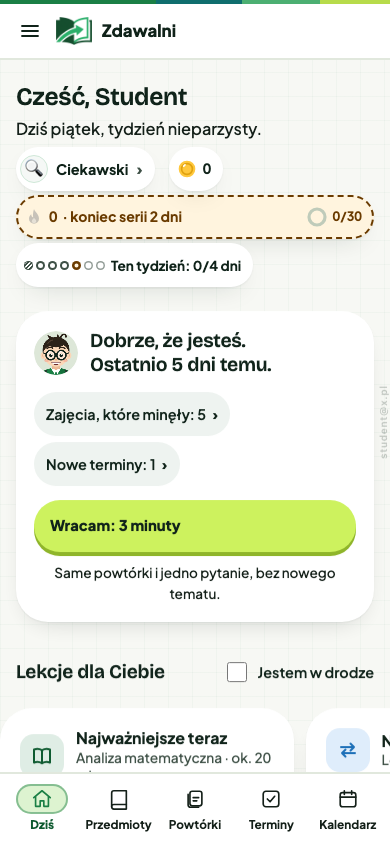 Zdawalni
Cześć, Student
Dziś piątek, tydzień nieparzysty.
Ciekawski ›
0
0 · koniec serii 2 dni
0/30
Ten tydzień: 0/4 dni
Dobrze, że jesteś.
Ostatnio 5 dni temu.
Zajęcia, które minęły: 5 ›
Nowe terminy: 1 ›
Wracam: 3 minuty
Same powtórki i jedno pytanie, bez nowego
tematu.
student@x.pl
Lekcje dla Ciebie
Jestem w drodze
Najważniejsze teraz
Analiza matematyczna · ok. 20
Dziś
Przedmioty
Powtórki
Terminy
Kalendarz